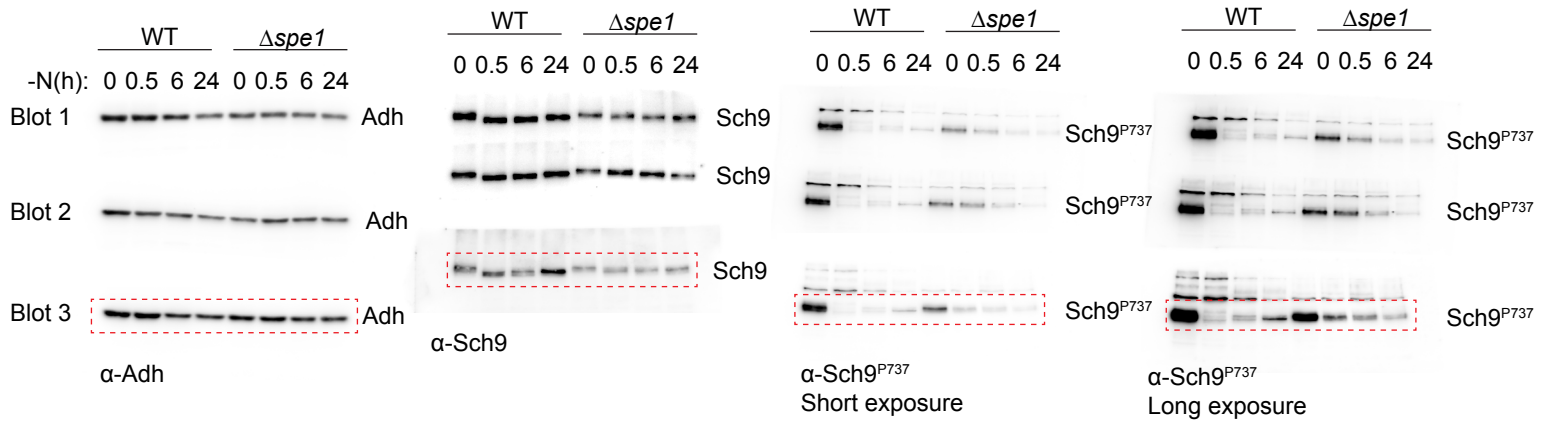 WT Δspe1
-N(h): 0 0.5 6 24 0 0.5 6 24
Blot 1 Adh
Blot 2 Adh
Blot 3 Adh
α-Adh
WT Δspe1
0 0.5 6 24 0 0.5 6 24
Sch9
Sch9
Sch9
α-Sch9
WT Δspe1
0 0.5 6 24 0 0.5 6 24
Sch9P737
Sch9P737
Sch9P737
α-Sch9P737
Short exposure
WT Δspe1
0 0.5 6 24 0 0.5 6 24
Sch9P737
Sch9P737
Sch9P737
α-Sch9P737
Long exposure